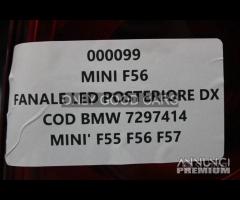 000099
MINI F56
FANALE LED POSTERIORE DX
COD BMW 7297414
MINI' F55 F56 F57
ANNUNCI
PREMIUM